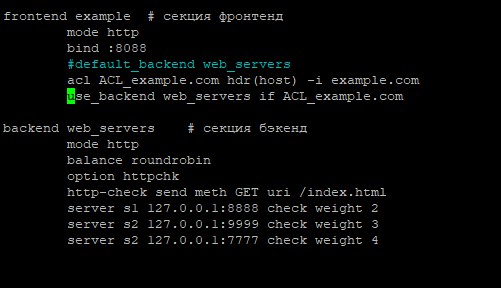 frontend example  # секция фронтенд
mode http
bind :8088
#default_backend web_servers
acl ACL_example.com hdr(host) -i example.com
use_backend web_servers if ACL_example.com
backend web_servers    # секция бэкенд
mode http
balance roundrobin
option httpchk
http-check send meth GET uri /index.html
server s1 127.0.0.1:8888 check weight 2
server s2 127.0.0.1:9999 check weight 3
server s2 127.0.0.1:7777 check weight 4